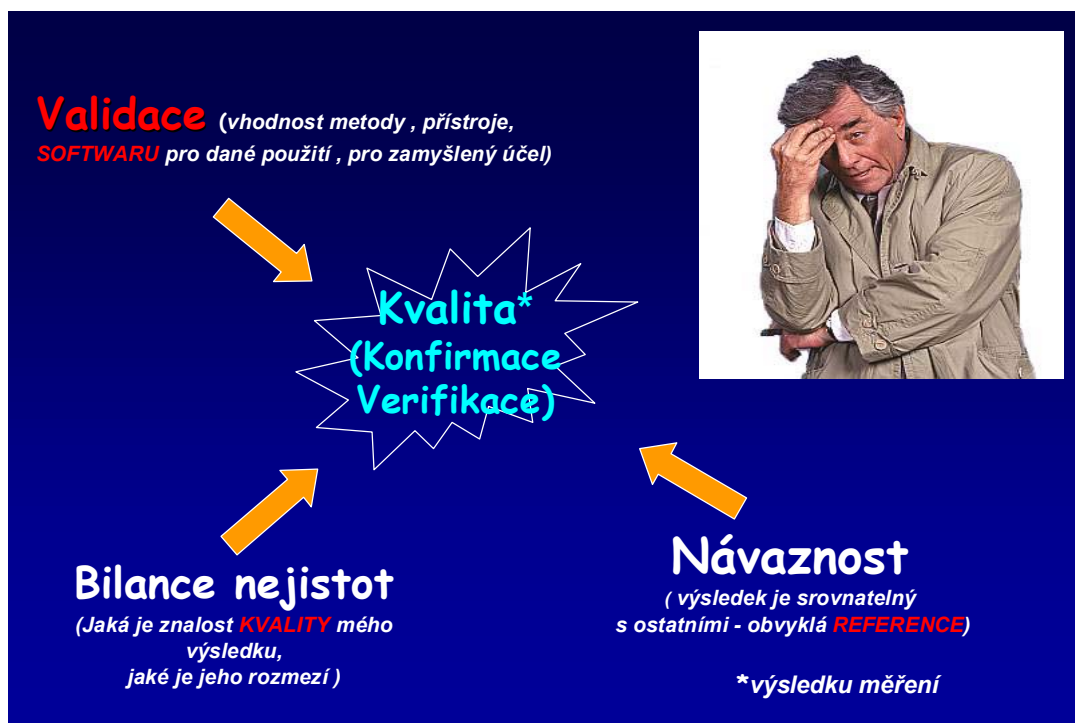 Validace (vhodnost metody , přístroje,
SOFTWARU pro dané použití , pro zamyšlený účel)
Kvalita*
(Konfirmace
Verifikace)
Bilance nejistot
(Jaká je znalost KVALITY mého
výsledku,
jaké je jeho rozmezí )
Návaznost
( výsledek je srovnatelný
s ostatními - obvyklá REFERENCE)
*výsledku měření